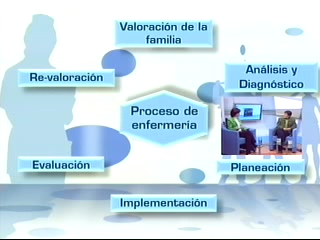 Valoración de la
familia
Re-valoración
Análisis y
Diagnóstico
Proceso de
enfermería
Evaluación
Planeación
Implementación